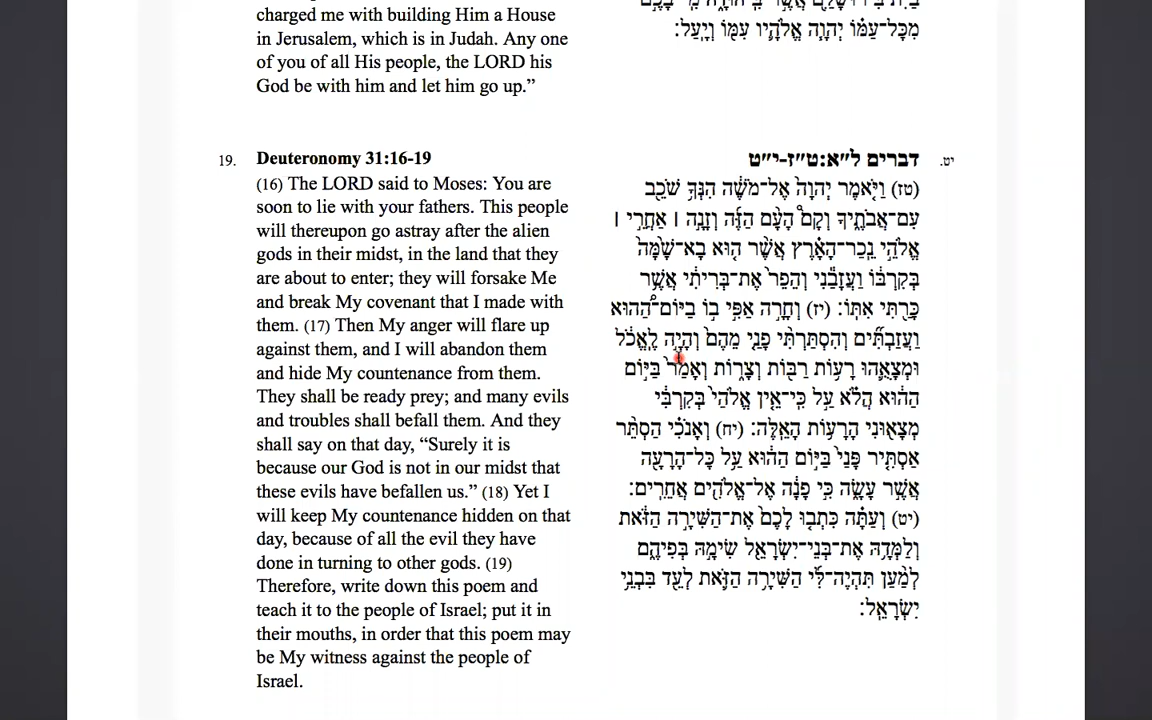 charged me with building Him a House
in Jerusalem, which is in Judah. Any one
of you of all His people, the LORD his
God be with him and let him go up.”
מִכׇּל־עַמּ֗וֹ יְהֹוָ֧ה אֱלֹהָ֛יו עִמּ֖וֹ וְיָֽעַל׃
19. Deuteronomy 31:16-19
(16) The LORD said to Moses: You are
soon to lie with your fathers. This people
will thereupon go astray after the alien
gods in their midst, in the land that they
are about to enter; they will forsake Me
and break My covenant that I made with
them. (17) Then My anger will flare up
against them, and I will abandon them
and hide My countenance from them.
They shall be ready prey; and many evils
and troubles shall befall them. And they
shall say on that day, “Surely it is
because our God is not in our midst that
these evils have befallen us.” (18) Yet I
will keep My countenance hidden on that
day, because of all the evil they have
done in turning to other gods. (19)
Therefore, write down this poem and
teach it to the people of Israel; put it in
their mouths, in order that this poem may
be My witness against the people of
Israel.
יט. דברים ל״א:ט״ז-י״ט
(טז) וַיֹּ֤אמֶר יְהֹוָה֙ אֶל־מֹשֶׁ֔ה הִנְּךָ֥ שֹׁכֵ֖ב
עִם־אֲבֹתֶ֑יךָ וְקָם֩ הָעָ֨ם הַזֶּ֜ה וְזָנָ֣ה ׀ אַחֲרֵ֣י ׀
אֱלֹהֵ֣י נֵֽכַר־הָאָ֗רֶץ אֲשֶׁ֨ר ה֤וּא בָא־שָׁ֙מָּה֙
בְּקִרְבּ֔וֹ וַעֲזָבַ֕נִי וְהֵפֵר֙ אֶת־בְּרִיתִ֔י אֲשֶׁ֥ר
כָּרַ֖תִּי אִתּֽוֹ׃ (יז) וְחָרָ֣ה אַפִּ֣י ב֣וֹ בַיּוֹם־הַ֠הוּא
וַעֲזַבְתִּ֞ים וְהִסְתַּרְתִּ֨י פָנַ֤י מֵהֶם֙ וְהָיָ֣ה לֶֽאֱכֹ֔ל
וּמְצָאֻ֛הוּ רָע֥וֹת רַבּ֖וֹת וְצָר֑וֹת וְאָמַר֙ בַּיּ֣וֹם
הַה֔וּא הֲלֹ֗א עַ֣ל כִּֽי־אֵ֤ין אֱלֹהַי֙ בְּקִרְבִּ֔י
מְצָא֖וּנִי הָרָע֥וֹת הָאֵֽלֶּה׃ (יח) וְאָנֹכִ֗י הַסְתֵּ֨ר
אַסְתִּ֤יר פָּנַי֙ בַּיּ֣וֹם הַה֔וּא עַ֥ל כׇּל־הָרָעָ֖ה
אֲשֶׁ֣ר עָשָׂ֑ה כִּ֣י פָנָ֔ה אֶל־אֱלֹהִ֖ים אֲחֵרִֽים׃
(יט) וְעַתָּ֗ה כִּתְב֤וּ לָכֶם֙ אֶת־הַשִּׁירָ֣ה הַזֹּ֔את
וְלַמְּדָ֥הּ אֶת־בְּנֵי־יִשְׂרָאֵ֖ל שִׂימָ֣הּ בְּפִיהֶ֑ם
לְמַ֨עַן תִּהְיֶה־לִּ֜י הַשִּׁירָ֥ה הַזֹּ֛את לְעֵ֖ד בִּבְנֵ֥י
יִשְׂרָאֵֽל׃